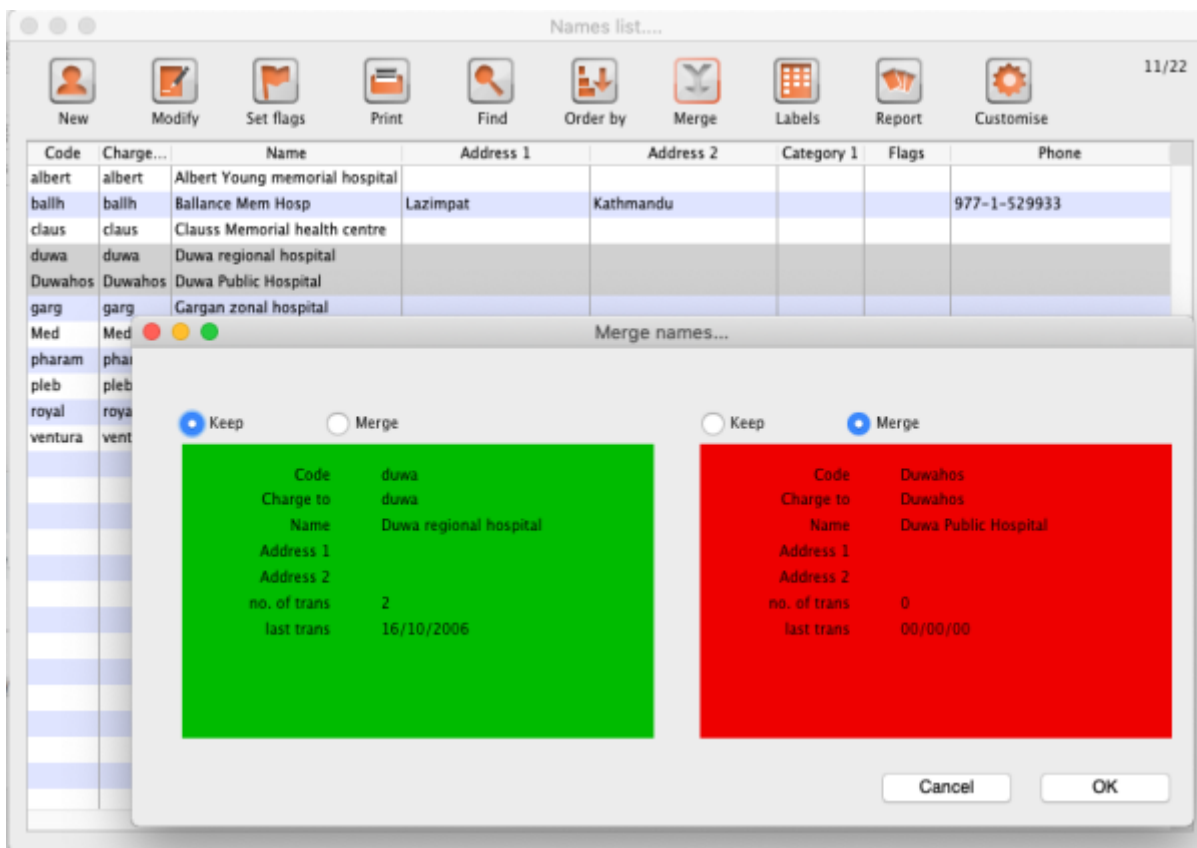 Names list....
11/22
New Modify Set flags Print Find Order by Merge Labels Report Customise
Code Charge... Name Address 1 Address 2 Category 1 Flags Phone
albert albert Albert Young memorial hospital
ballh ballh Ballance Mem Hosp Lazimpat Kathmandu 977-1-529933
claus claus Clauss Memorial health centre
duwa duwa Duwa regional hospital
Duwahos Duwahos Duwa Public Hospital
garg garg Gargan zonal hospital
Med Med
pharam phar
pleb pleb
royal roya
ventura vent
Merge names...
Keep Merge
Code duwa
Charge to duwa
Name Duwa regional hospital
Address 1
Address 2
no. of trans 2
last trans 16/10/2006
Keep Merge
Code Duwahos
Charge to Duwahos
Name Duwa Public Hospital
Address 1
Address 2
no. of trans 0
last trans 00/00/00
Cancel OK